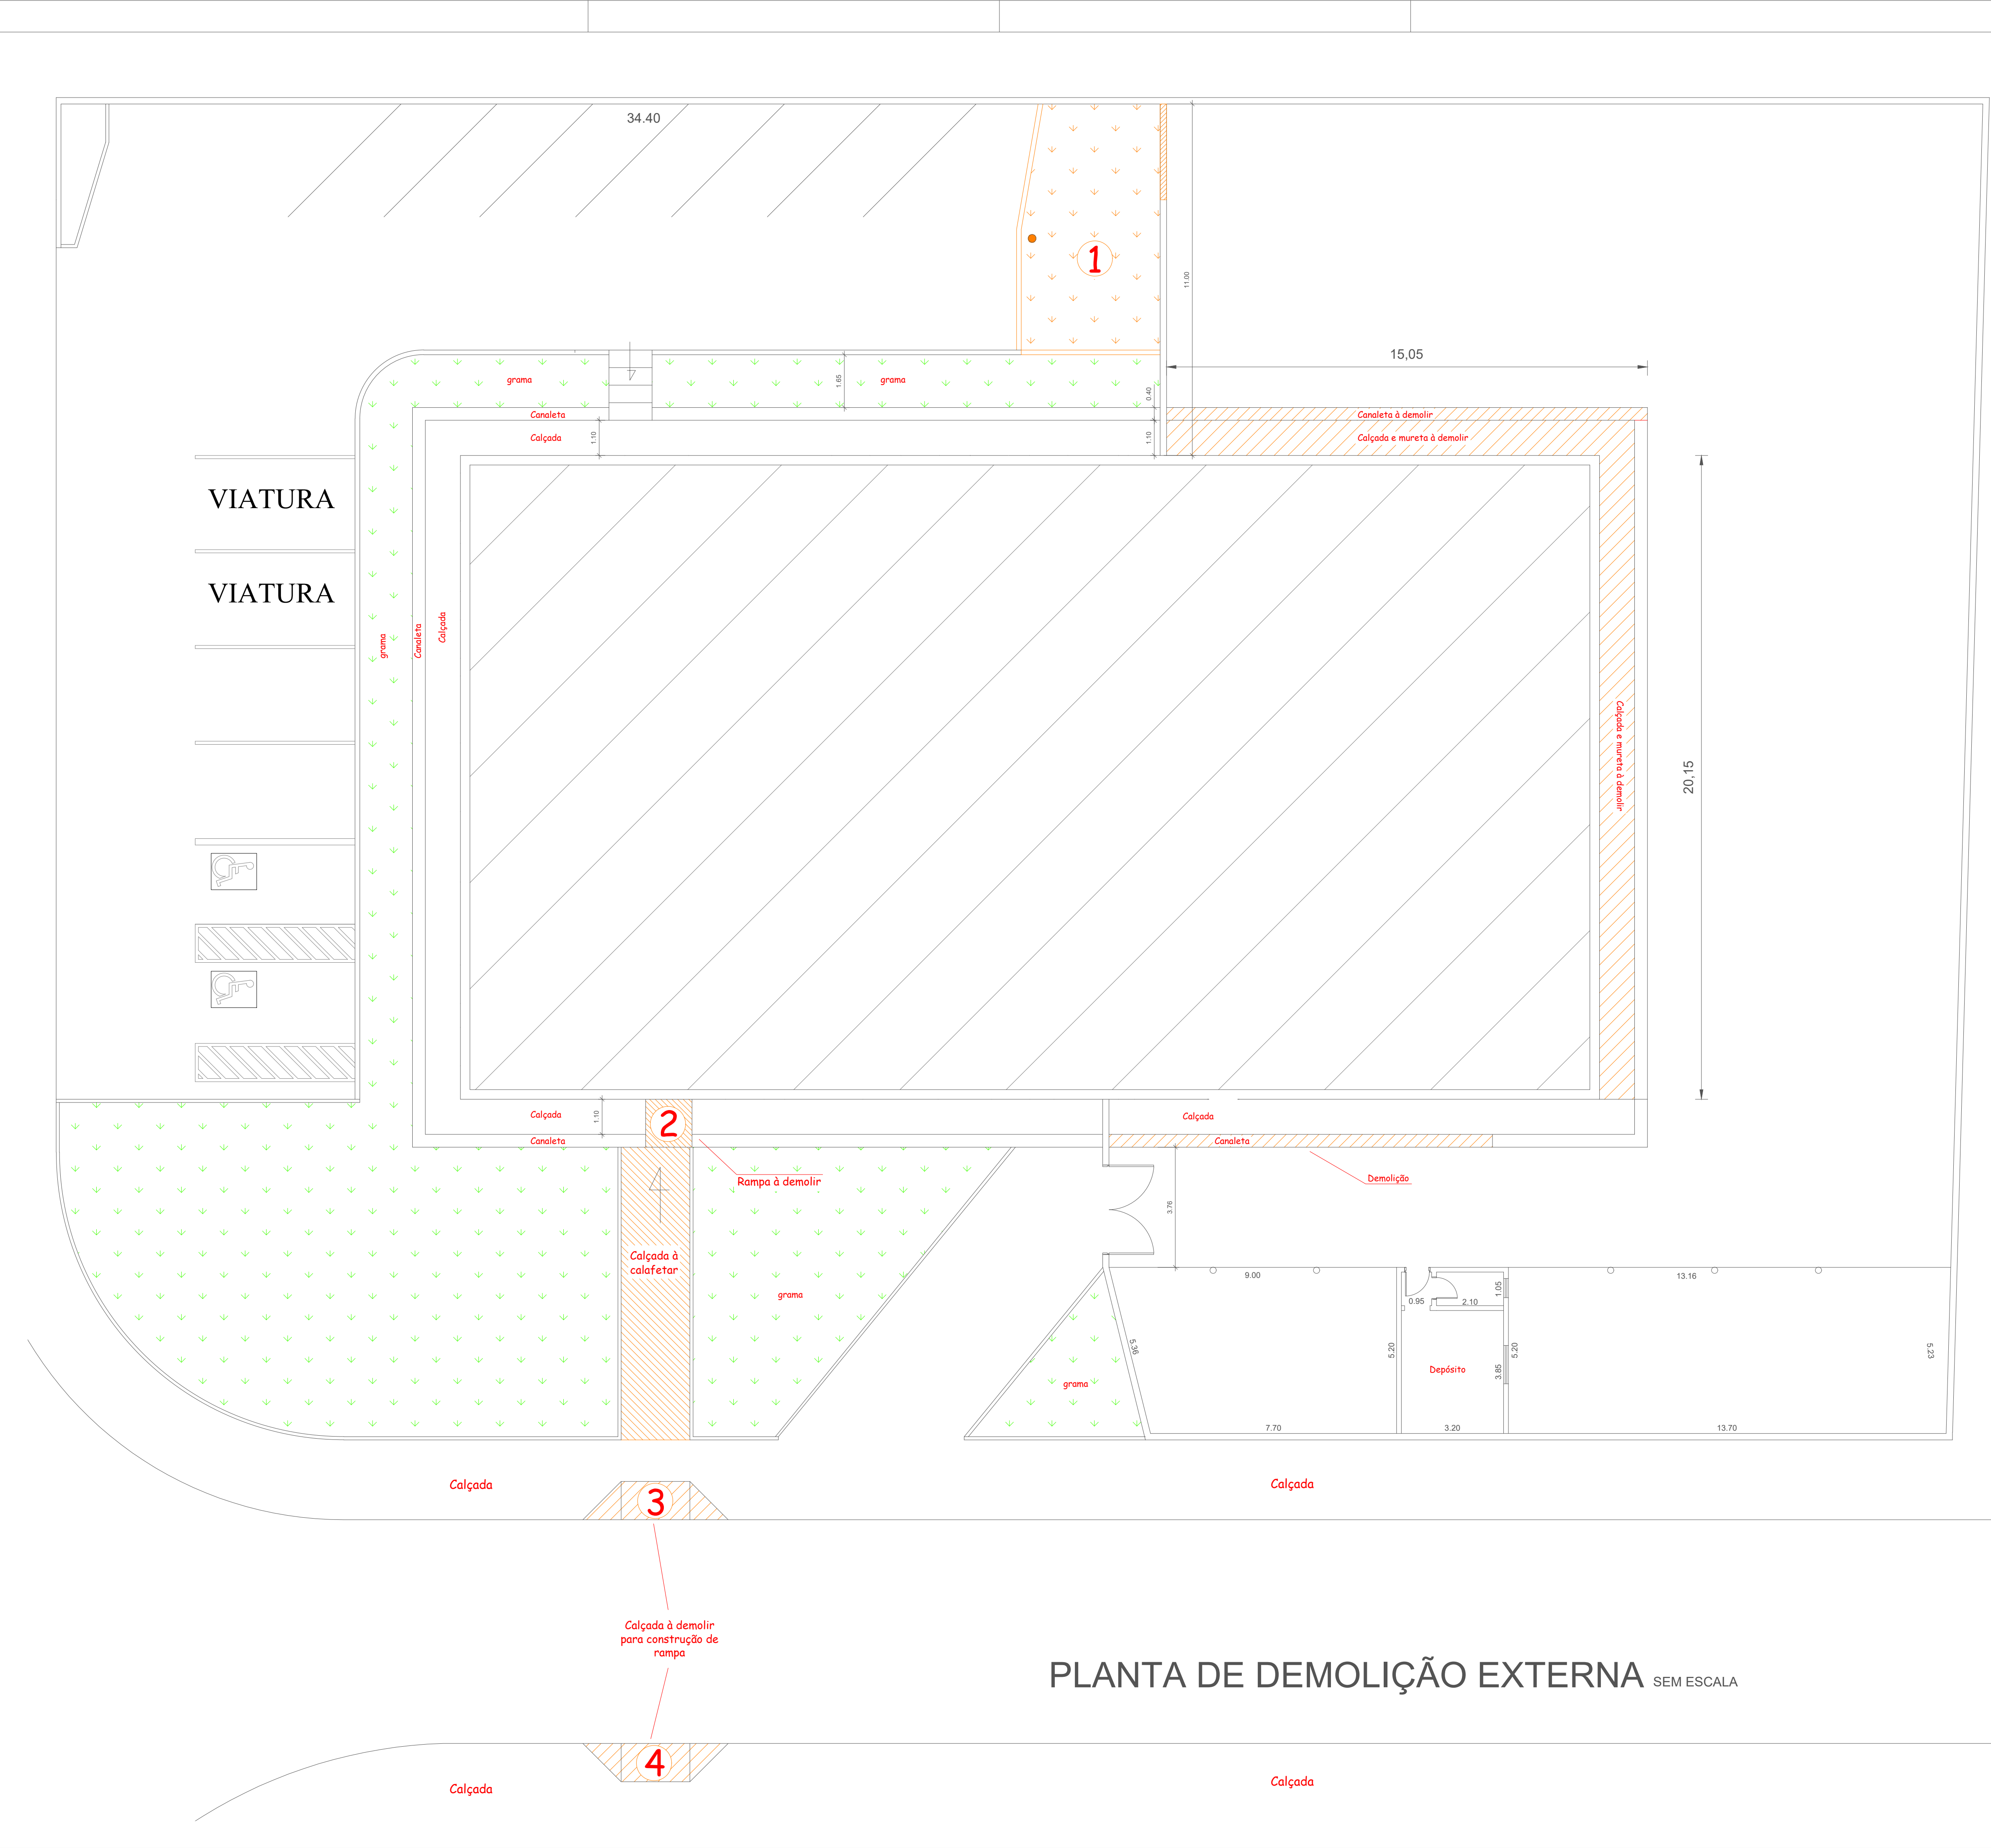 34.40
1
11.00
15,05
grama
1.65
grama
0.40
Canaleta
Canaleta à demolir
Calçada
1.10
1.10
Calçada e mureta à demolir
VIATURA
VIATURA
grama
Canaleta
Calçada
Calçada e mureta à demolir
20,15
Calçada
1.10
2
Calçada
Canaleta
Canaleta
Rampa à demolir
Demolição
3.76
Calçada à
calafetar
grama
9.00
0.95
2.10
1.05
13.16
5.36
5.20
5.20
5.23
Depósito
3.85
grama
7.70
3.20
13.70
Calçada
3
Calçada
Calçada à demolir
para construção de
rampa
PLANTA DE DEMOLIÇÃO EXTERNA SEM ESCALA
4
Calçada
Calçada